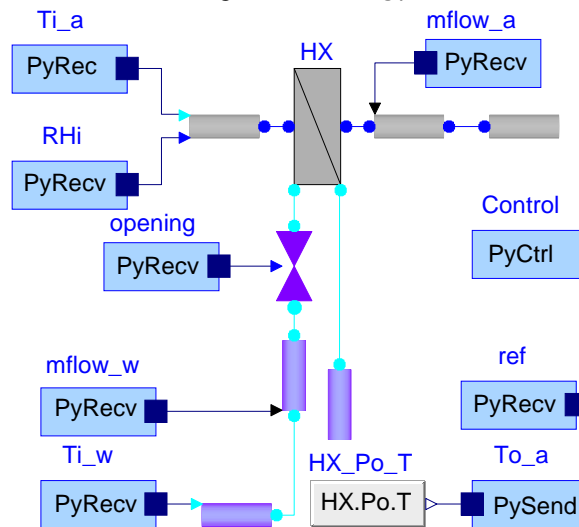 Ti_a
mflow_a
HX
PyRec
PyRecv
RHi
PyRecv
Control
opening
PyRecv
PyCtrl
mflow_w
ref
PyRecv
PyRecv
Ti_w
HX_Po_T
To_a
PyRecv
HX.Po.T
PySend